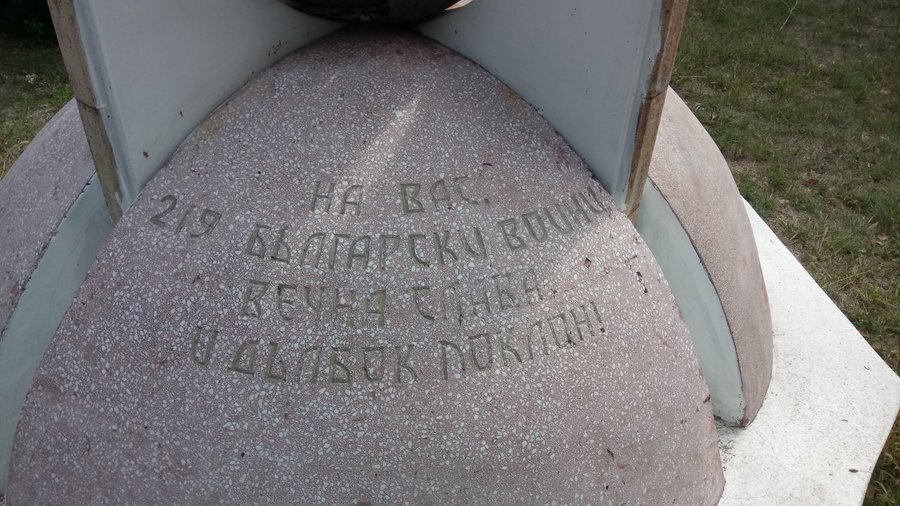 НА ВАС,
219 БЪЛГАРСКИ ВОИНИ
ВЕЧНА СЛАВА
И ДЪЛБОК ПОКЛОН!